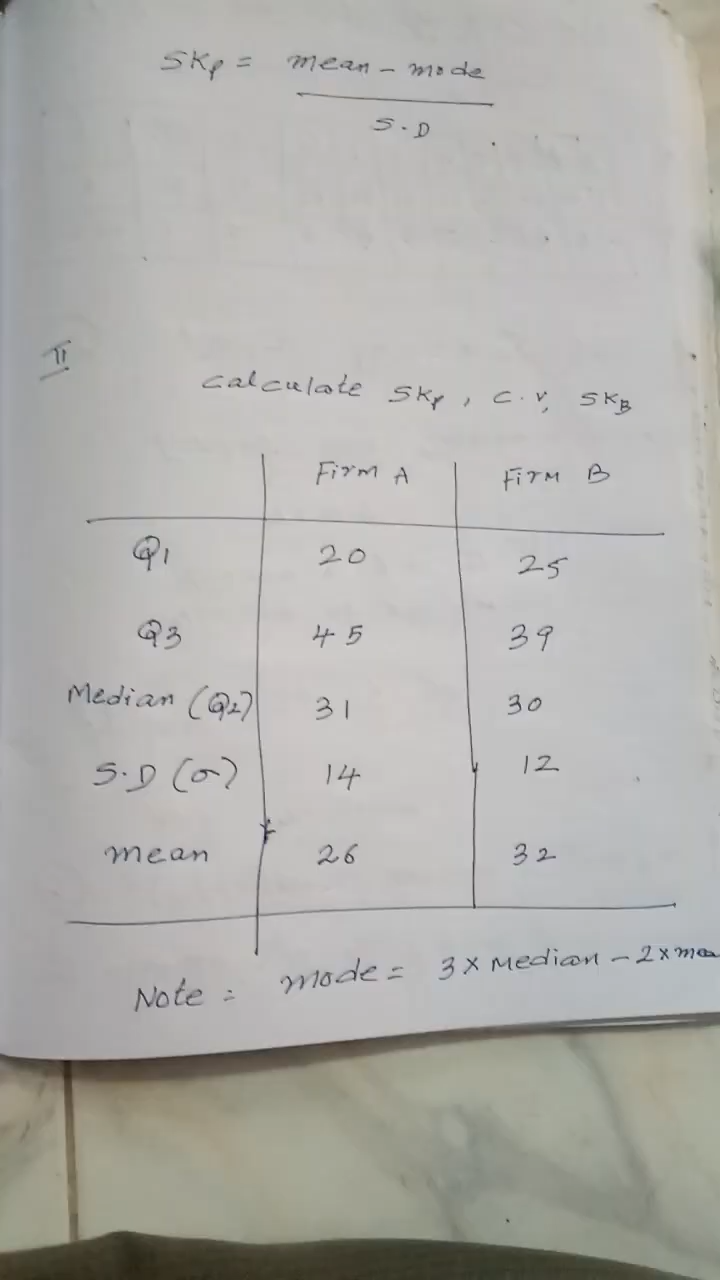 SKp = mean - mode
S.D
II
Calculate SKp, C.V, SKB
Firm A Firm B
Q1 20 25
Q3 45 39
Median (Q2) 31 30
S.D (σ) 14 12
mean 26 32
Note : mode = 3 x Median - 2 x mea